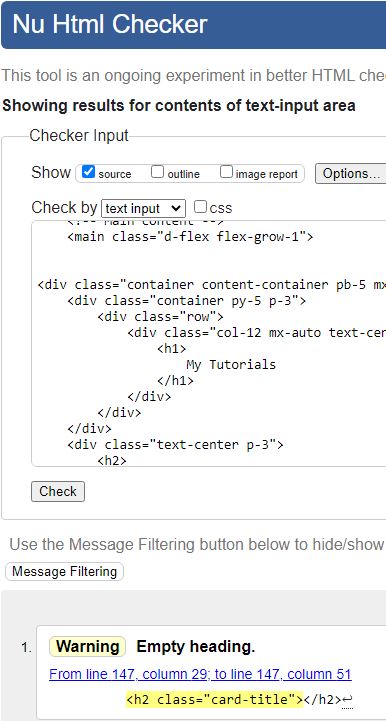 Nu Html Checker
This tool is an ongoing experiment in better HTML che
Showing results for contents of text-input area
Checker Input
Show source outline image report Options...
Check by text input css
<!-- Main content -->
<main class="d-flex flex-grow-1">
<div class="container content-container pb-5 mx
<div class="container py-5 p-3">
<div class="row">
<div class="col-12 mx-auto text-cen
<h1>
My Tutorials
</h1>
</div>
</div>
</div>
<div class="text-center p-3">
<h2>
Check
Use the Message Filtering button below to hide/show
Message Filtering
1. Warning Empty heading.
From line 147, column 29; to line 147, column 51
<h2 class="card-title"></h2>↩